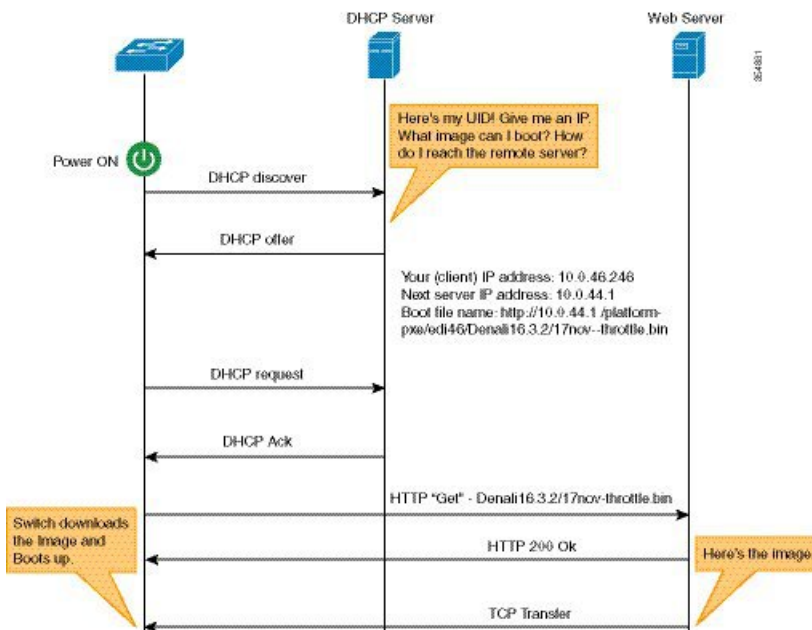 DHCP Server
Web Server
354881
Here's my UID! Give me an IP.
What image can I boot? How
do I reach the remote server?
Power ON
DHCP discover
DHCP offer
Your (client) IP address: 10.0.46.246
Next server IP address: 10.0.44.1
Boot file name: http://10.0.44.1 /platform-
pxe/edi46/Denali16.3.2/17nov--throttle.bin
DHCP request
DHCP Ack
HTTP "Get" - Denali16.3.2/17nov-throttle.bin
Switch downloads
the Image and
Boots up.
HTTP 200 Ok
Here's the image
TCP Transfer